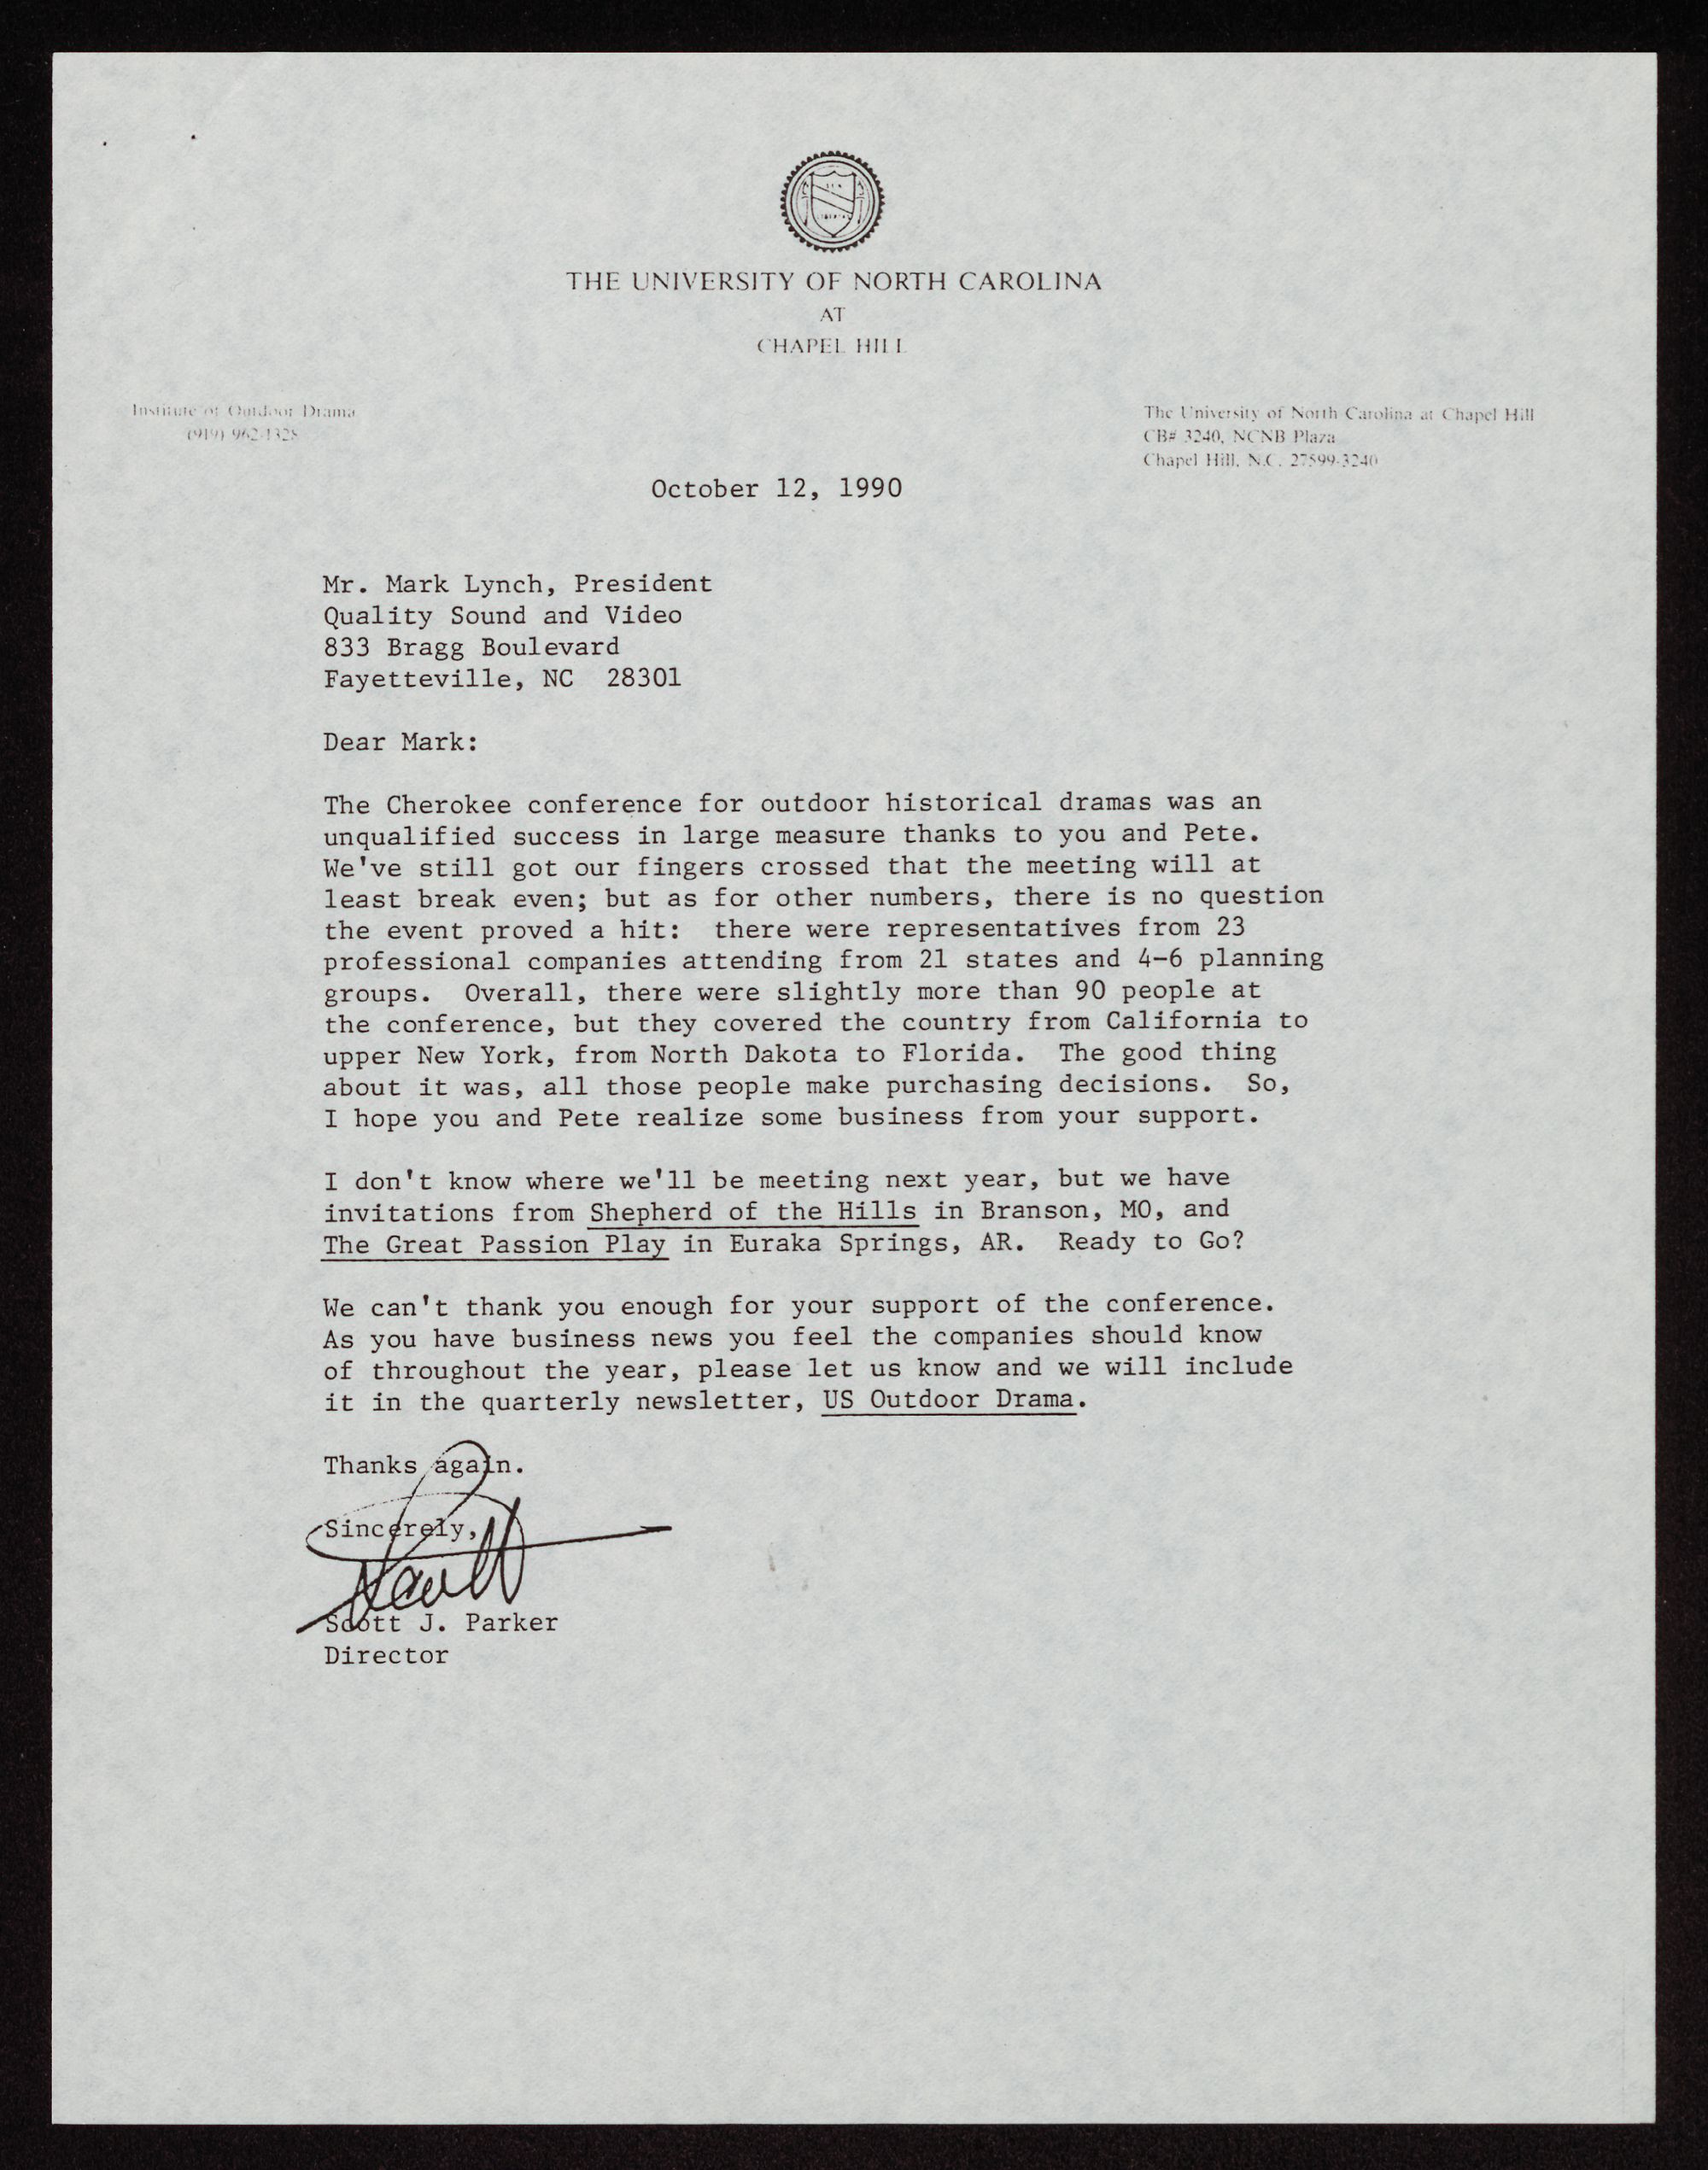 THE UNIVERSITY OF NORTH CAROLINA
AT
CHAPEL HILL
Institute of Outdoor Drama
(919) 962-1328
The University of North Carolina at Chapel Hill
CB# 3240, NCNB Plaza
Chapel Hill, N.C. 27599-3240
October 12, 1990
Mr. Mark Lynch, President
Quality Sound and Video
833 Bragg Boulevard
Fayetteville, NC  28301
Dear Mark:
The Cherokee conference for outdoor historical dramas was an
unqualified success in large measure thanks to you and Pete.
We've still got our fingers crossed that the meeting will at
least break even; but as for other numbers, there is no question
the event proved a hit:  there were representatives from 23
professional companies attending from 21 states and 4-6 planning
groups.  Overall, there were slightly more than 90 people at
the conference, but they covered the country from California to
upper New York, from North Dakota to Florida.  The good thing
about it was, all those people make purchasing decisions.  So,
I hope you and Pete realize some business from your support.
I don't know where we'll be meeting next year, but we have
invitations from Shepherd of the Hills in Branson, MO, and
The Great Passion Play in Euraka Springs, AR.  Ready to Go?
We can't thank you enough for your support of the conference.
As you have business news you feel the companies should know
of throughout the year, please let us know and we will include
it in the quarterly newsletter, US Outdoor Drama.
Thanks again.
Sincerely,
Scott
Scott J. Parker
Director